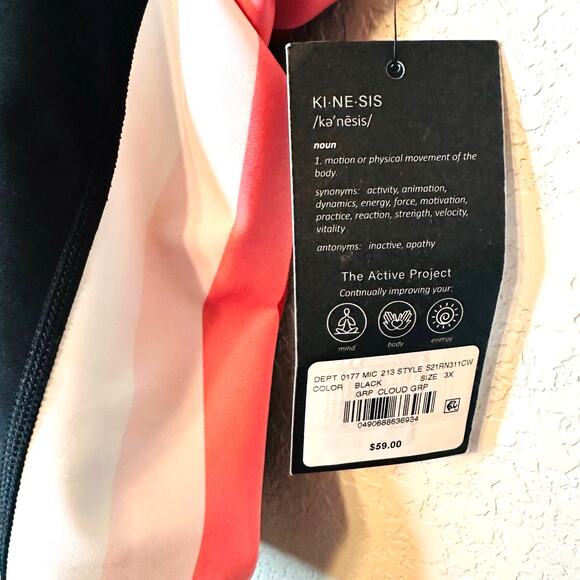 KI·NE·SIS
/kə'nēsis/
noun
1. motion or physical movement of the
body.
synonyms: activity, animation,
dynamics, energy, force, motivation,
practice, reaction, strength, velocity,
vitality
antonyms: inactive, apathy
The Active Project
Continually improving your:
mind body energy
DEPT 0177 MIC 213 STYLE S21RN311CW
COLOR BLACK SIZE 3X
GRP CLOUD GRP
0490688636934
$59.00